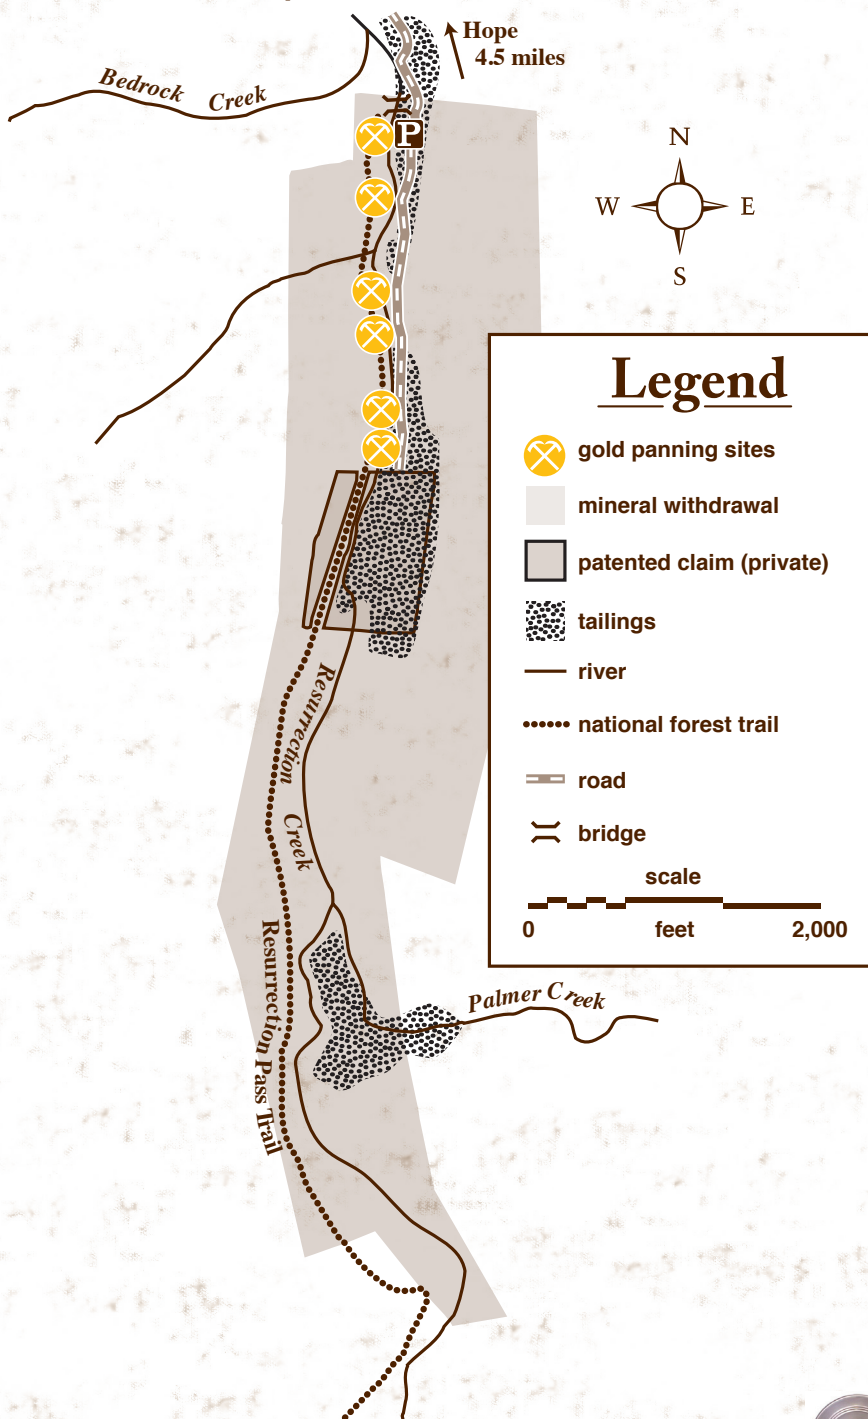 Hope
4.5 miles
Bedrock Creek
P
N
W E
S
Legend
gold panning sites
mineral withdrawal
patented claim (private)
tailings
river
national forest trail
road
bridge
scale
0 feet 2,000
Resurrection Creek
Resurrection Pass Trail
Palmer Creek